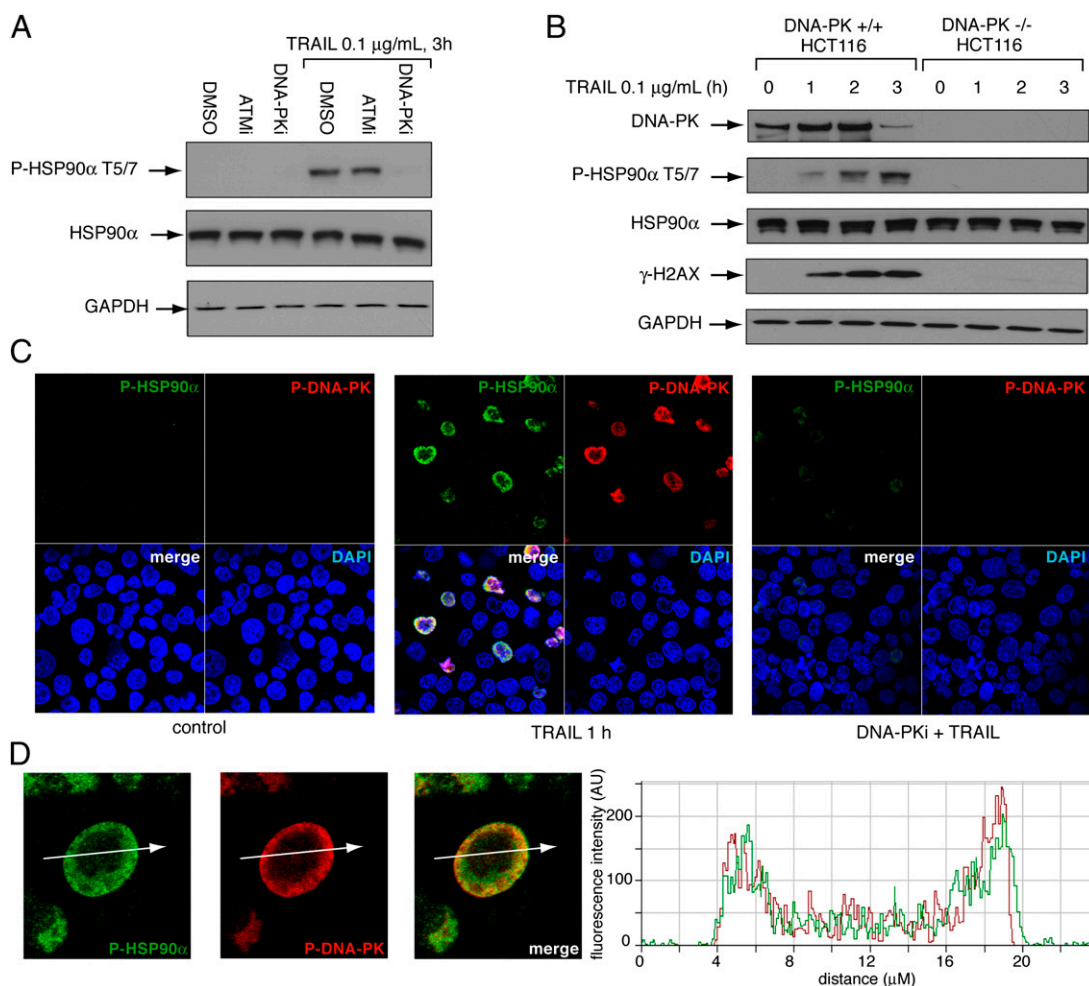 A
TRAIL 0.1 μg/mL, 3h
DMSO
ATMi
DNA-PKi
DMSO
ATMi
DNA-PKi
P-HSP90α T5/7
HSP90α
GAPDH
B
DNA-PK +/+ DNA-PK -/-
HCT116 HCT116
TRAIL 0.1 μg/mL (h) 0 1 2 3 0 1 2 3
DNA-PK
P-HSP90α T5/7
HSP90α
γ-H2AX
GAPDH
C
P-HSP90α P-DNA-PK
merge DAPI
control
P-HSP90α P-DNA-PK
merge DAPI
TRAIL 1 h
P-HSP90α P-DNA-PK
merge DAPI
DNA-PKi + TRAIL
D
P-HSP90α
P-DNA-PK
merge
fluorescence intensity (AU)
200
100
0
0 4 8 12 16 20
distance (μM)